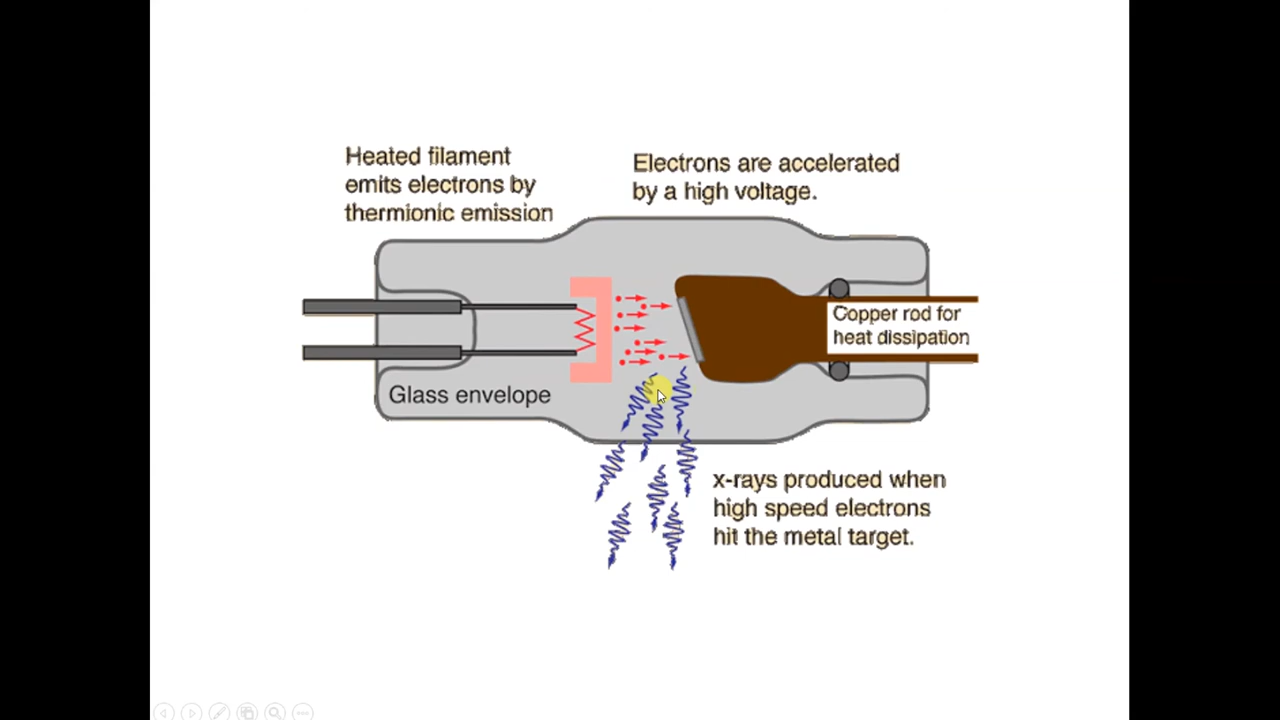 Heated filament
emits electrons by
thermionic emission
Electrons are accelerated
by a high voltage.
Copper rod for
heat dissipation
Glass envelope
x-rays produced when
high speed electrons
hit the metal target.